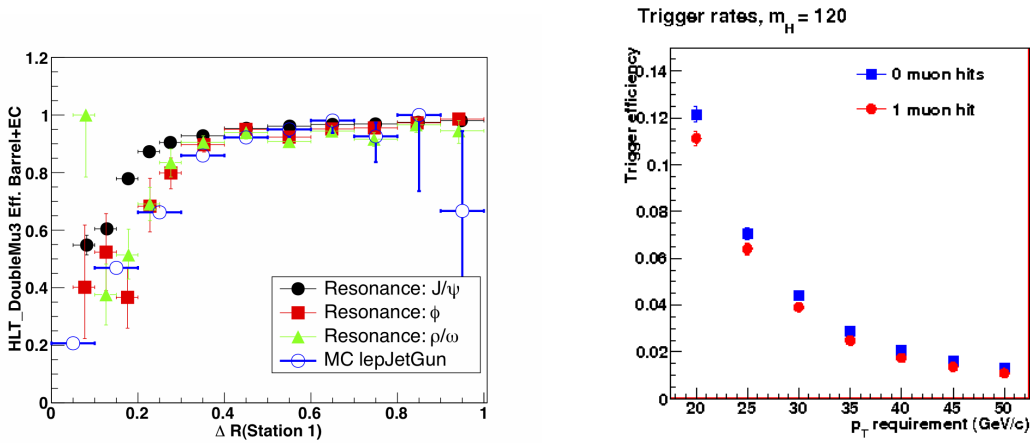 HLT_DoubleMu3 Eff. Barrel+EC
1.2
1
0.8
0.6
0.4
0.2
0
Resonance: J/ψ
Resonance: ϕ
Resonance: ρ/ω
MC lepJetGun
0 0.2 0.4 0.6 0.8 1
Δ R(Station 1)
Trigger rates, m_H = 120
Trigger efficiency
0.14
0.12
0.1
0.08
0.06
0.04
0.02
0
0 muon hits
1 muon hit
20 25 30 35 40 45 50
p_T requirement (GeV/c)